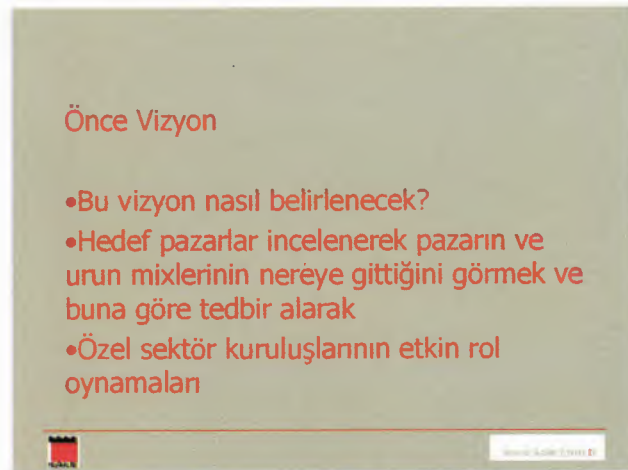 Önce Vizyon
•Bu vizyon nasıl belirlenecek?
•Hedef pazarlar incelenerek pazarın ve
urun mixlerinin nereye gittiğini görmek ve
buna göre tedbir alarak
•Özel sektör kuruluşlarının etkin rol
oynamaları